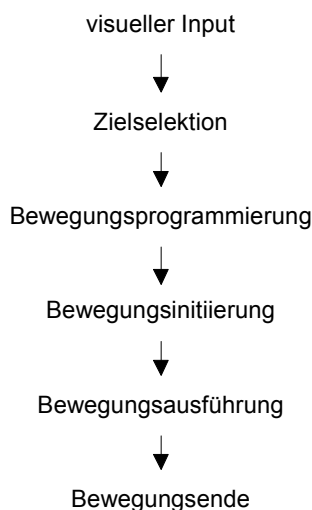 visueller Input
Zielselektion
Bewegungsprogrammierung
Bewegungsinitiierung
Bewegungsausführung
Bewegungsende